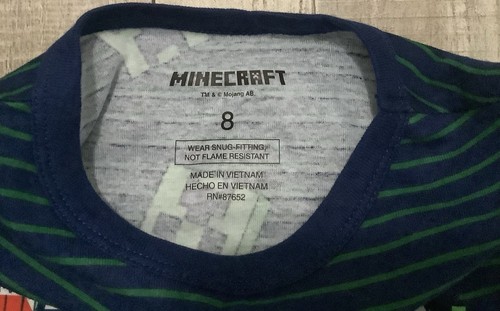 MINECRAFT
TM & © Mojang AB.
8
WEAR SNUG-FITTING,
NOT FLAME RESISTANT
MADE IN VIETNAM
HECHO EN VIETNAM
RN#87652